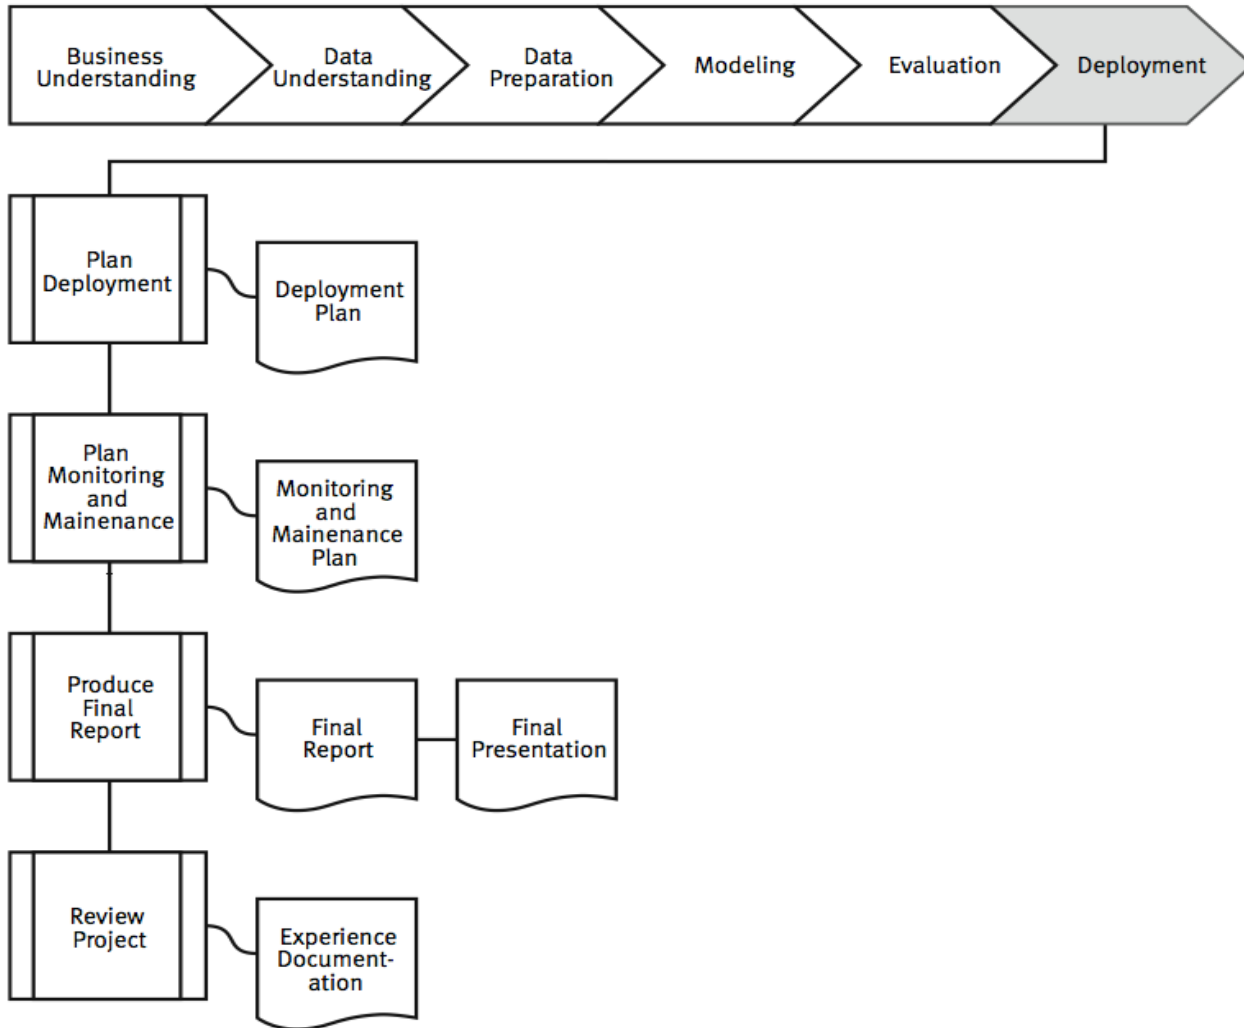 Business
Understanding
Data
Understanding
Data
Preparation
Modeling
Evaluation
Deployment
Plan
Deployment
Deployment
Plan
Plan
Monitoring
and
Mainenance
Monitoring
and
Mainenance
Plan
Produce
Final
Report
Final
Report
Final
Presentation
Review
Project
Experience
Document-
ation